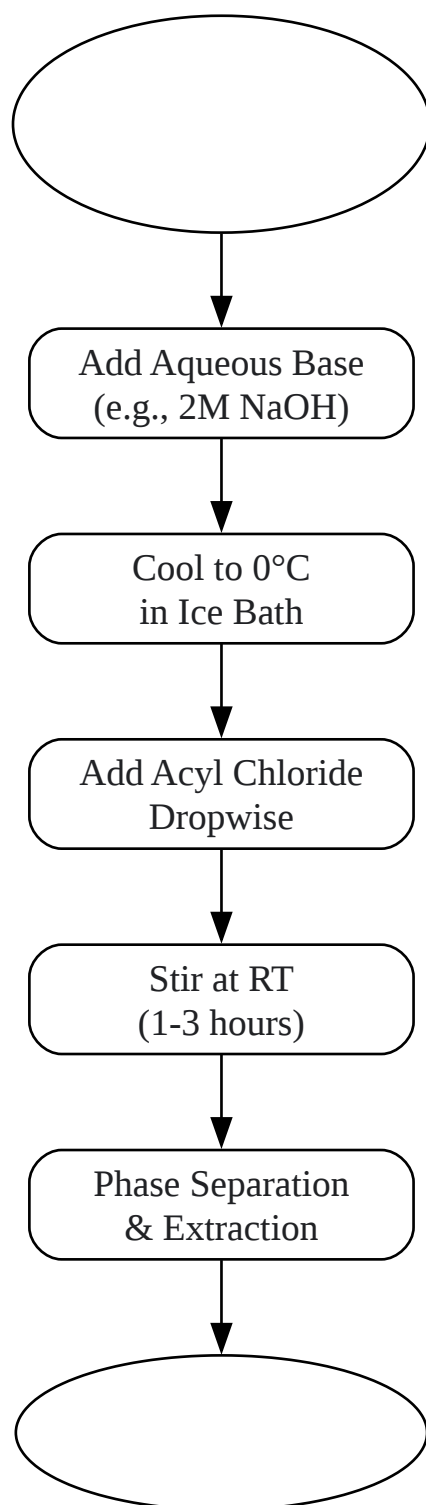 Add Aqueous Base
(e.g., 2M NaOH)
Cool to 0°C
in Ice Bath
Add Acyl Chloride
Dropwise
Stir at RT
(1-3 hours)
Phase Separation
& Extraction